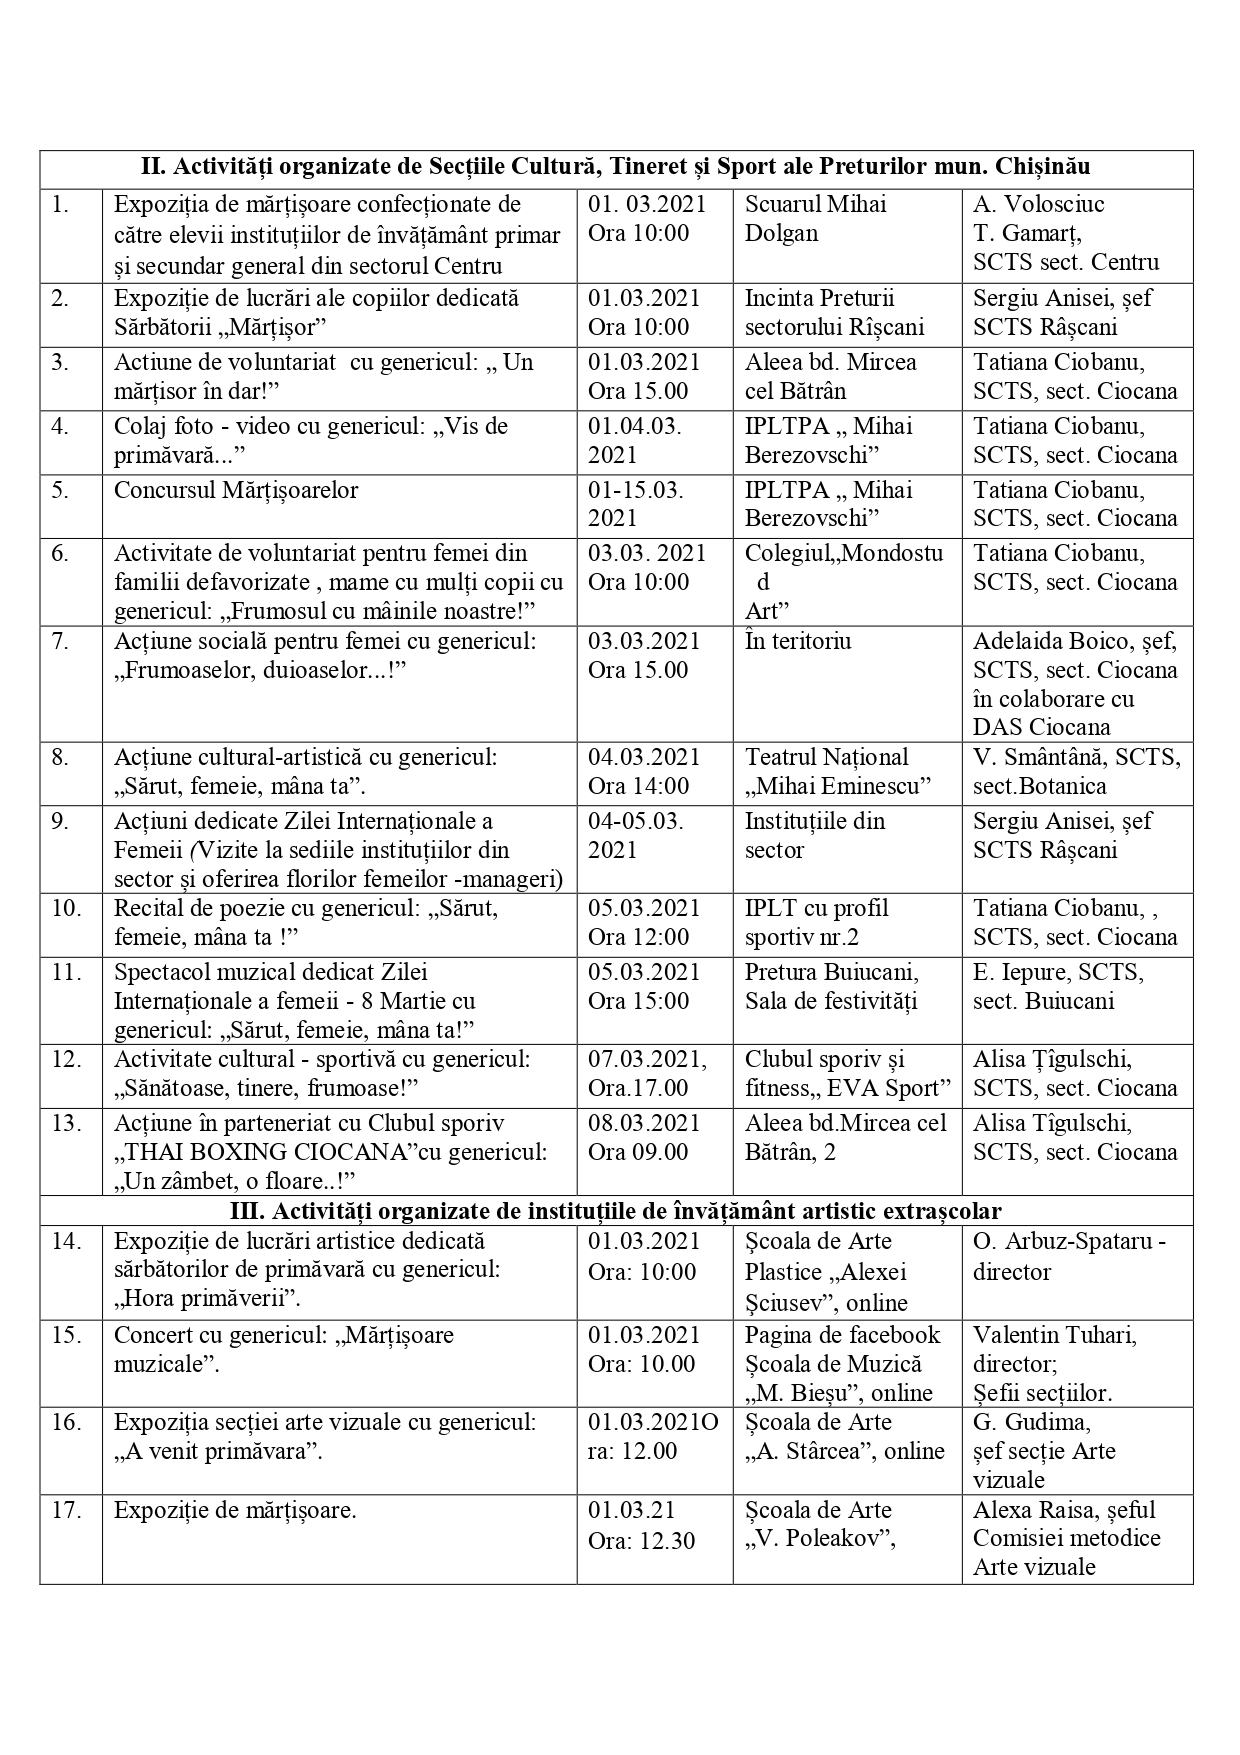 II. Activități organizate de Secțiile Cultură, Tineret și Sport ale Preturilor mun. Chișinău
1.
Expoziția de mărțișoare confecționate de
către elevii instituțiilor de învățământ primar
și secundar general din sectorul Centru
01. 03.2021
Ora 10:00
Scuarul Mihai
Dolgan
A. Volosciuc
T. Gamarț,
SCTS sect. Centru
2.
Expoziție de lucrări ale copiilor dedicată
Sărbătorii „Mărțișor”
01.03.2021
Ora 10:00
Incinta Preturii
sectorului Rîșcani
Sergiu Anisei, șef
SCTS Râșcani
3.
Actiune de voluntariat  cu genericul: „ Un
mărțisor în dar!”
01.03.2021
Ora 15.00
Aleea bd. Mircea
cel Bătrân
Tatiana Ciobanu,
SCTS, sect. Ciocana
4.
Colaj foto - video cu genericul: „Vis de
primăvară...”
01.04.03.
2021
IPLTPA „ Mihai
Berezovschi”
Tatiana Ciobanu,
SCTS, sect. Ciocana
5.
Concursul Mărțișoarelor
01-15.03.
2021
IPLTPA „ Mihai
Berezovschi”
Tatiana Ciobanu,
SCTS, sect. Ciocana
6.
Activitate de voluntariat pentru femei din
familii defavorizate , mame cu mulți copii cu
genericul: „Frumosul cu mâinile noastre!”
03.03. 2021
Ora 10:00
Colegiul„Mondostu
d
Art”
Tatiana Ciobanu,
SCTS, sect. Ciocana
7.
Acțiune socială pentru femei cu genericul:
„Frumoaselor, duioaselor...!”
03.03.2021
Ora 15.00
În teritoriu
Adelaida Boico, șef,
SCTS, sect. Ciocana
în colaborare cu
DAS Ciocana
8.
Acțiune cultural-artistică cu genericul:
„Sărut, femeie, mâna ta”.
04.03.2021
Ora 14:00
Teatrul Național
„Mihai Eminescu”
V. Smântână, SCTS,
sect.Botanica
9.
Acțiuni dedicate Zilei Internaționale a
Femeii (Vizite la sediile instituțiilor din
sector și oferirea florilor femeilor -manageri)
04-05.03.
2021
Instituțiile din
sector
Sergiu Anisei, șef
SCTS Râșcani
10.
Recital de poezie cu genericul: „Sărut,
femeie, mâna ta !”
05.03.2021
Ora 12:00
IPLT cu profil
sportiv nr.2
Tatiana Ciobanu, ,
SCTS, sect. Ciocana
11.
Spectacol muzical dedicat Zilei
Internaționale a femeii - 8 Martie cu
genericul: „Sărut, femeie, mâna ta!”
05.03.2021
Ora 15:00
Pretura Buiucani,
Sala de festivități
E. Iepure, SCTS,
sect. Buiucani
12.
Activitate cultural - sportivă cu genericul:
„Sănătoase, tinere, frumoase!”
07.03.2021,
Ora.17.00
Clubul sporiv și
fitness„ EVA Sport”
Alisa Țîgulschi,
SCTS, sect. Ciocana
13.
Acțiune în parteneriat cu Clubul sporiv
„THAI BOXING CIOCANA”cu genericul:
„Un zâmbet, o floare..!”
08.03.2021
Ora 09.00
Aleea bd.Mircea cel
Bătrân, 2
Alisa Tîgulschi,
SCTS, sect. Ciocana
III. Activități organizate de instituțiile de învățământ artistic extrașcolar
14.
Expoziție de lucrări artistice dedicată
sărbătorilor de primăvară cu genericul:
„Hora primăverii”.
01.03.2021
Ora: 10:00
Şcoala de Arte
Plastice „Alexei
Şciusev”, online
O. Arbuz-Spataru -
director
15.
Concert cu genericul: „Mărțișoare
muzicale”.
01.03.2021
Ora: 10.00
Pagina de facebook
Școala de Muzică
„M. Bieșu”, online
Valentin Tuhari,
director;
Șefii secțiilor.
16.
Expoziția secției arte vizuale cu genericul:
„A venit primăvara”.
01.03.2021O
ra: 12.00
Școala de Arte
„A. Stârcea”, online
G. Gudima,
șef secție Arte
vizuale
17.
Expoziție de mărțișoare.
01.03.21
Ora: 12.30
Școala de Arte
„V. Poleakov”,
Alexa Raisa, șeful
Comisiei metodice
Arte vizuale